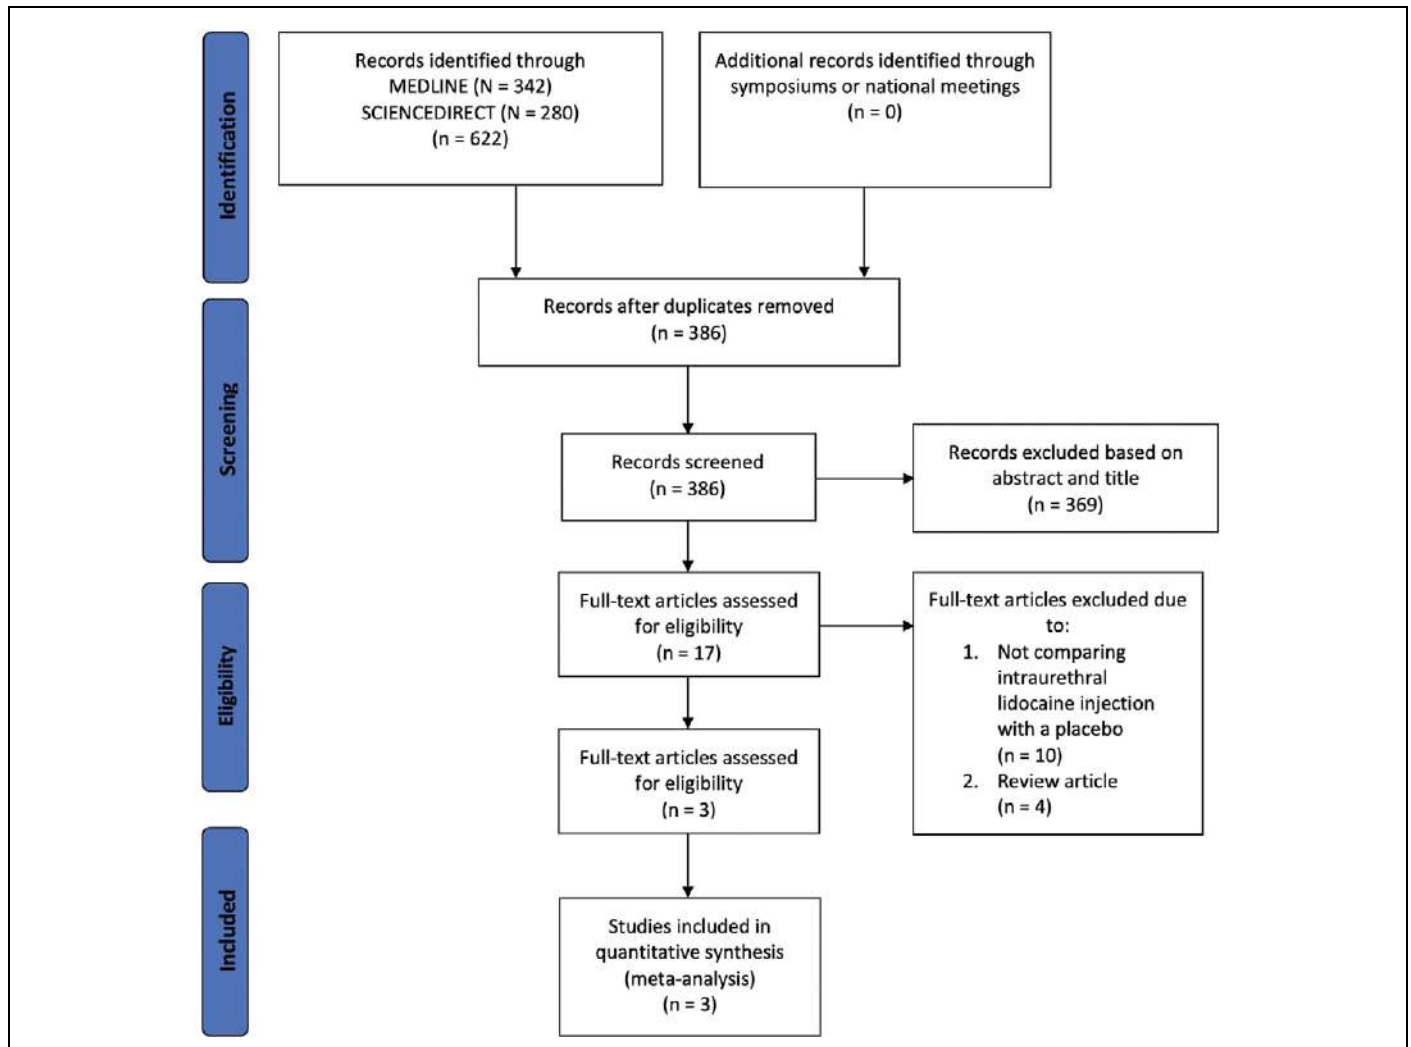 Identification
Records identified through
MEDLINE (N = 342)
SCIENCEDIRECT (N = 280)
(n = 622)
Additional records identified through
symposiums or national meetings
(n = 0)
Records after duplicates removed
(n = 386)
Screening
Records screened
(n = 386)
Records excluded based on
abstract and title
(n = 369)
Eligibility
Full-text articles assessed
for eligibility
(n = 17)
Full-text articles excluded due
to:
1. Not comparing
intraurethral
lidocaine injection
with a placebo
(n = 10)
2. Review article
(n = 4)
Full-text articles assessed
for eligibility
(n = 3)
Included
Studies included in
quantitative synthesis
(meta-analysis)
(n = 3)